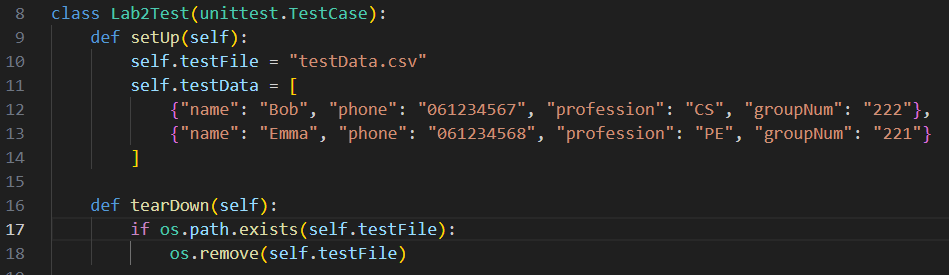 8 class Lab2Test(unittest.TestCase):
9     def setUp(self):
10         self.testFile = "testData.csv"
11         self.testData = [
12             {"name": "Bob", "phone": "061234567", "profession": "CS", "groupNum": "222"},
13             {"name": "Emma", "phone": "061234568", "profession": "PE", "groupNum": "221"}
14         ]
15
16     def tearDown(self):
17         if os.path.exists(self.testFile):
18             os.remove(self.testFile)